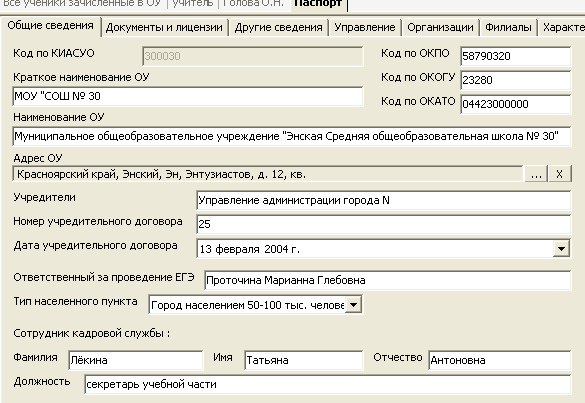 Все ученики зачисленные в ОУ | учитель | Голова О.Н. Паспорт
Общие сведения Документы и лицензии Другие сведения Управление Организации Филиалы Характе
Код по КИАСУО 300030 Код по ОКПО 58790320
Краткое наименование ОУ Код по ОКОГУ 23280
МОУ "СОШ № 30 Код по ОКАТО 04423000000
Наименование ОУ
Муниципальное общеобразовательное учреждение "Энская Средняя общеобразовательная школа № 30"
Адрес ОУ
Красноярский край, Энский, Эн, Энтузиастов, д. 12, кв. ... X
Учредители Управление администрации города N
Номер учредительного договора 25
Дата учредительного договора 13 февраля 2004 г.
Ответственный за проведение ЕГЭ Проточина Марианна Глебовна
Тип населенного пункта Город населением 50-100 тыс. челове
Сотрудник кадровой службы :
Фамилия Лёкина Имя Татьяна Отчество Антоновна
Должность секретарь учебной части